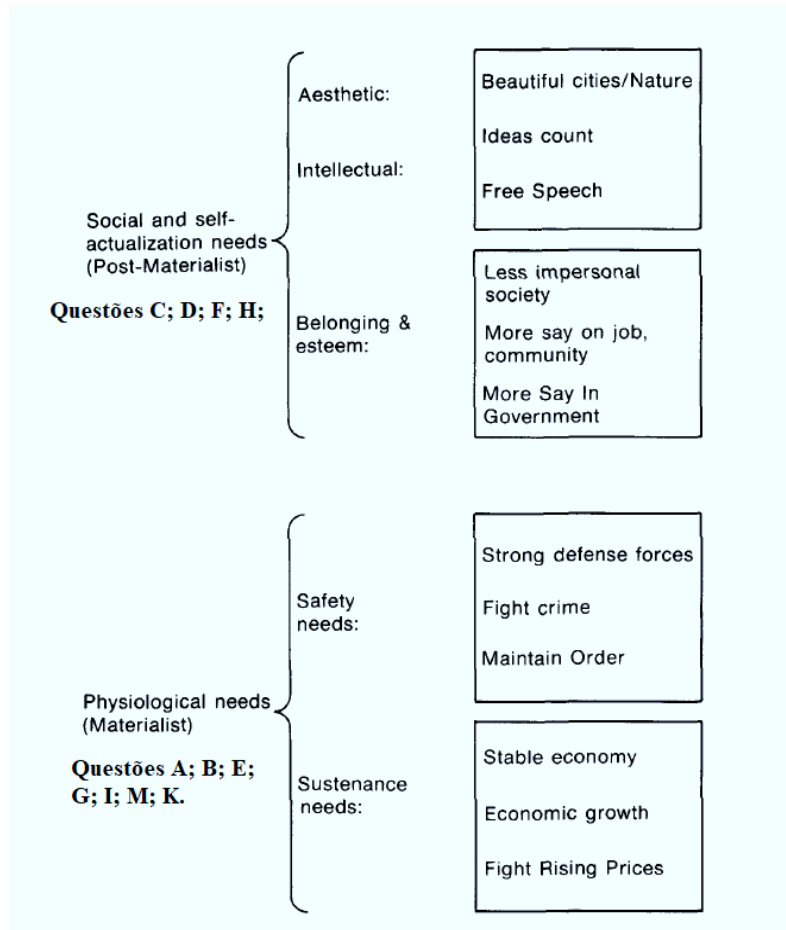 Aesthetic:
Beautiful cities/Nature
Ideas count
Intellectual:
Free Speech
Social and self-
actualization needs
(Post-Materialist)
Questões C; D; F; H;
Belonging &
esteem:
Less impersonal
society
More say on job,
community
More Say In
Government
Safety
needs:
Strong defense forces
Fight crime
Maintain Order
Physiological needs
(Materialist)
Questões A; B; E;
G; I; M; K.
Sustenance
needs:
Stable economy
Economic growth
Fight Rising Prices